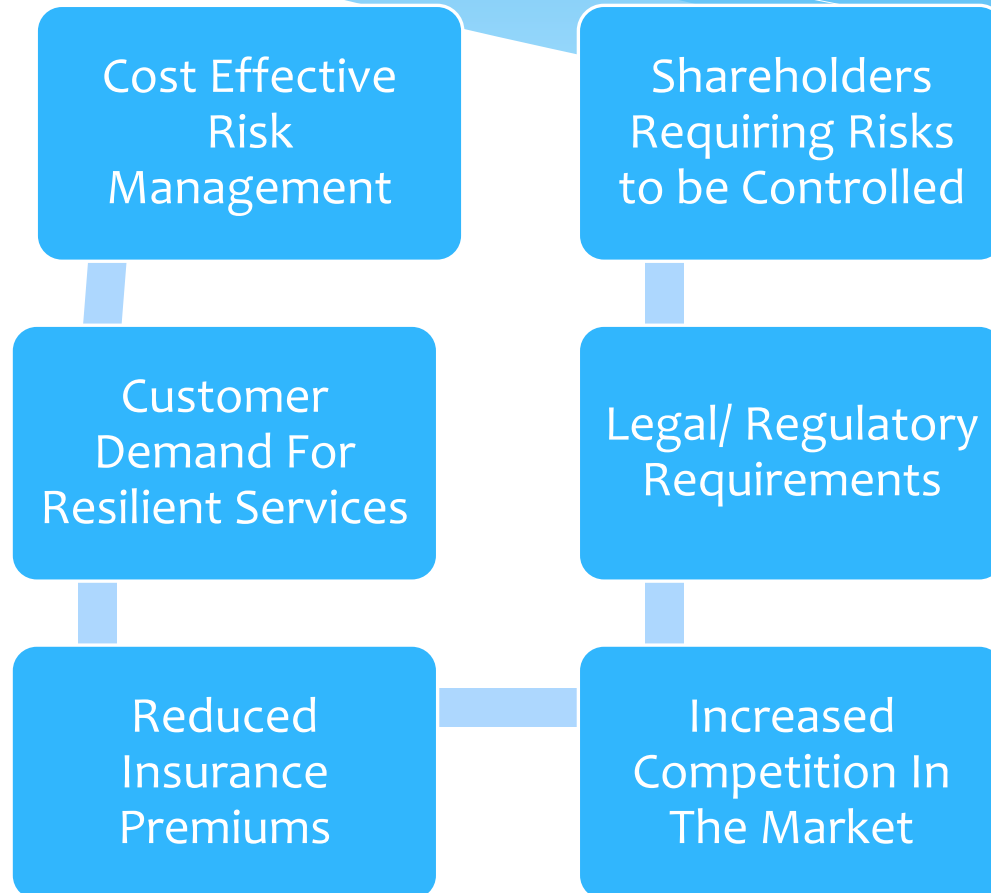 Cost Effective
Risk
Management
Customer
Demand For
Resilient Services
Reduced
Insurance
Premiums
Increased
Competition In
The Market
Legal/ Regulatory
Requirements
Shareholders
Requiring Risks
to be Controlled